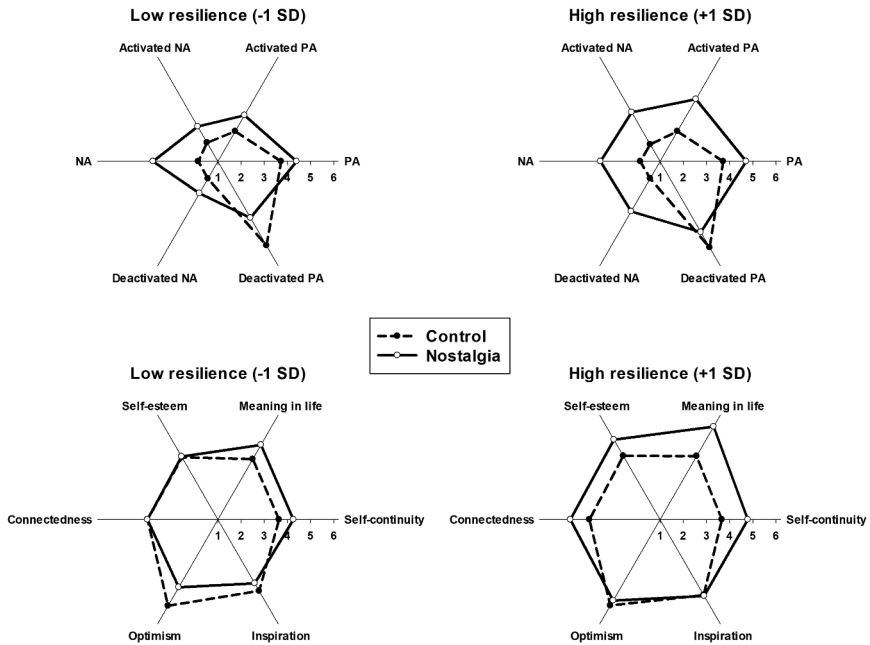 Low resilience (-1 SD)
High resilience (+1 SD)
Activated NA
Activated PA
Activated NA
Activated PA
NA
PA
NA
PA
1 2 3 4 5 6
1 2 3 4 5 6
Deactivated NA
Deactivated PA
Deactivated NA
Deactivated PA
Control
Nostalgia
Low resilience (-1 SD)
High resilience (+1 SD)
Self-esteem
Meaning in life
Self-esteem
Meaning in life
Connectedness
Self-continuity
Connectedness
Self-continuity
1 2 3 4 5 6
1 2 3 4 5 6
Optimism
Inspiration
Optimism
Inspiration